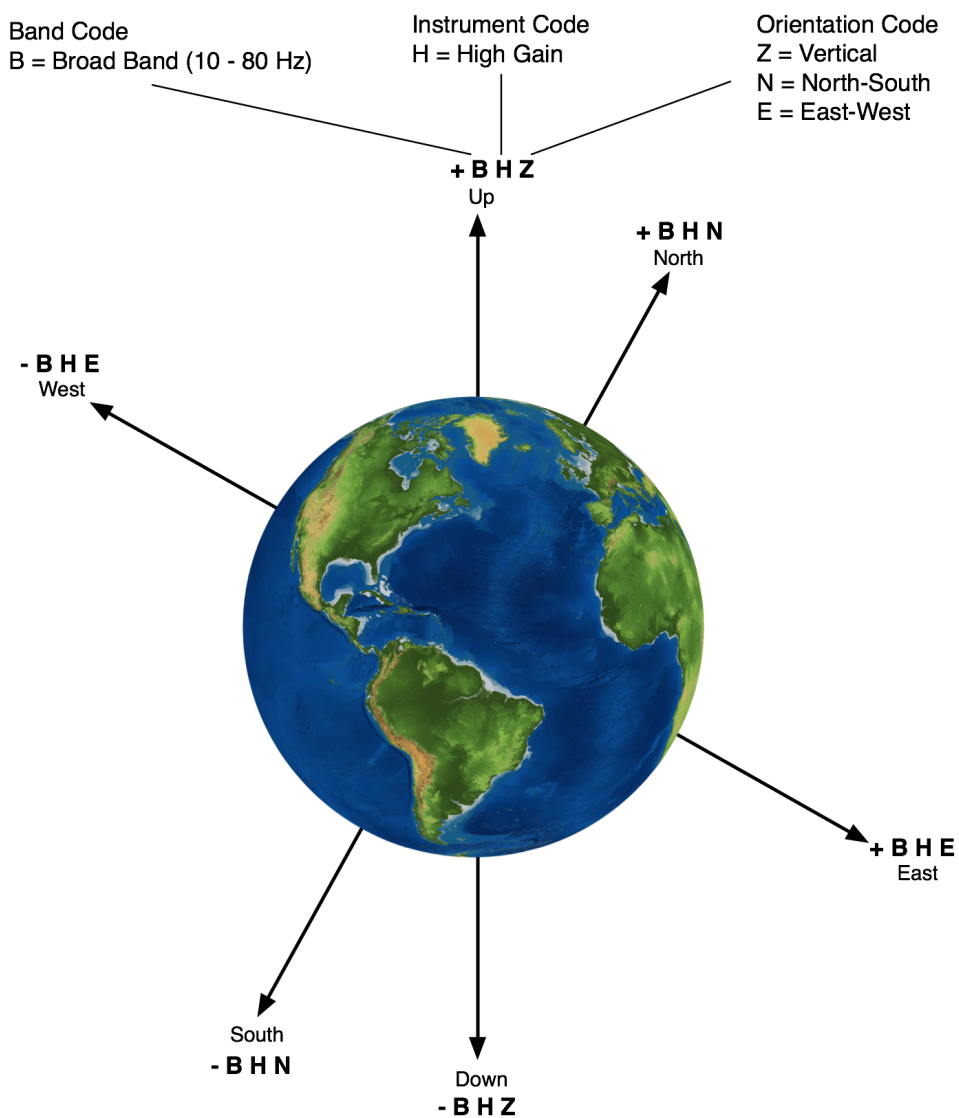 Band Code
B = Broad Band (10 - 80 Hz)
Instrument Code
H = High Gain
Orientation Code
Z = Vertical
N = North-South
E = East-West
+ B H Z
Up
+ B H N
North
- B H E
West
+ B H E
East
South
- B H N
Down
- B H Z